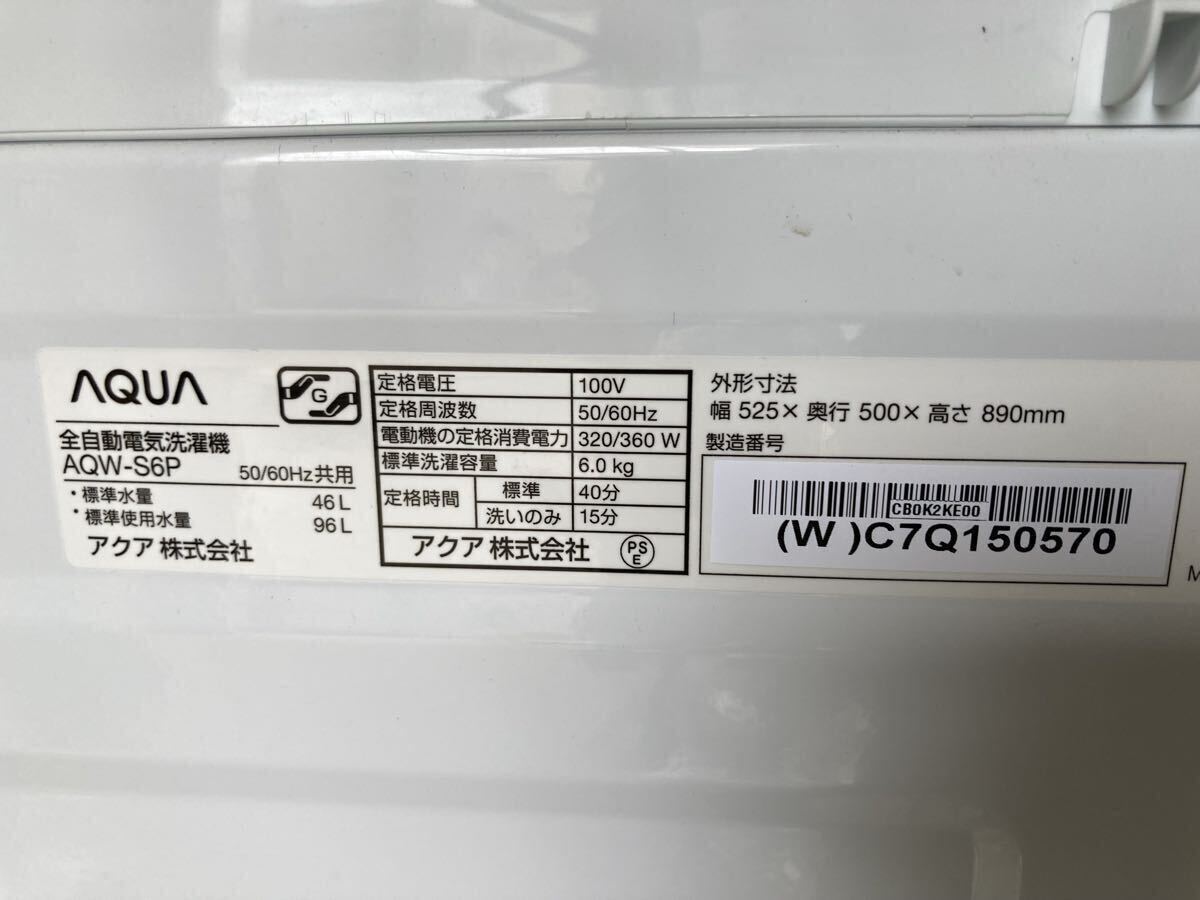 AQUA
G
全自動電気洗濯機
AQW-S6P 50/60Hz共用
・標準水量 46L
・標準使用水量 96L
アクア株式会社
定格電圧 100V
定格周波数 50/60Hz
電動機の定格消費電力 320/360 W
標準洗濯容量 6.0 kg
定格時間 標準 40分
洗いのみ 15分
アクア株式会社 PSE
外形寸法
幅 525× 奥行 500× 高さ 890mm
製造番号
CB0K2KE00
(W )C7Q150570
M